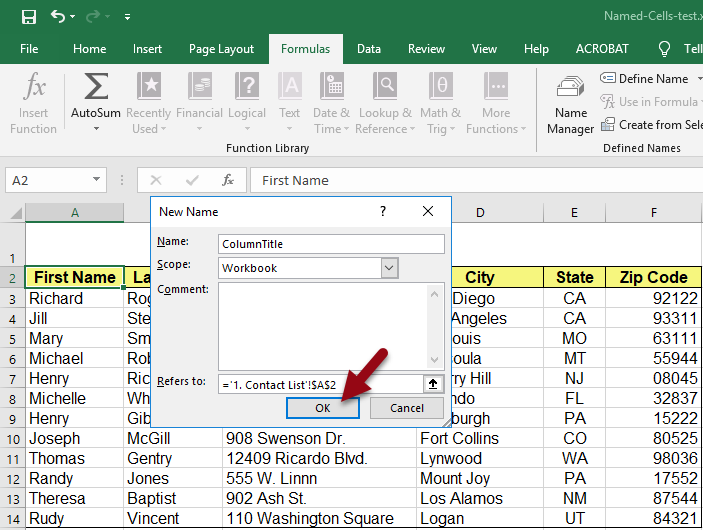 Named-Cells-test.x
File Home Insert Page Layout Formulas Data Review View Help ACROBAT Tell
fx Σ A θ
Insert Function AutoSum Recently Used Financial Logical Text Date & Time Lookup & Reference Math & Trig More Functions Name Manager
Define Name
Use in Formula
Create from Sele
Function Library Defined Names
A2 fx First Name
A D E F
New Name ?
Name: ColumnTitle
Scope: Workbook
Comment:
Refers to: ='1. Contact List'!$A$2
OK Cancel
1
2 First Name La City State Zip Code
3 Richard Rog Diego CA 92122
4 Jill Ste Angeles CA 93311
5 Mary Sm ouis MO 63111
6 Michael Rob oula MT 55944
7 Henry Ric ry Hill NJ 08045
8 Michelle Wh ndo FL 32837
9 Henry Gib burgh PA 15222
10 Joseph McGill 908 Swenson Dr. Fort Collins CO 80525
11 Thomas Gentry 12409 Ricardo Blvd. Lynwood WA 98036
12 Randy Jones 555 W. Linnn Mount Joy PA 17552
13 Theresa Baptist 902 Ash St. Los Alamos NM 87544
14 Rudy Vincent 110 Washington Square Logan UT 84321